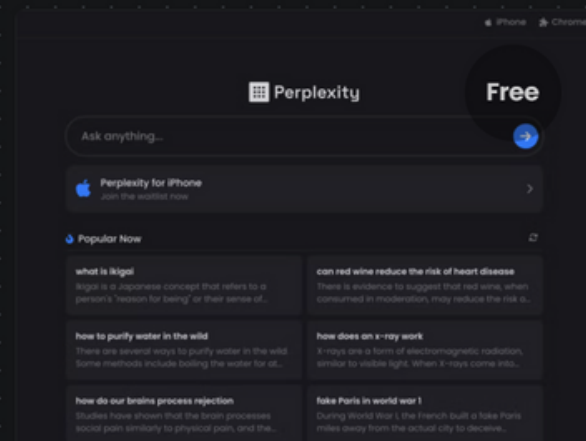 iPhone Chrome
Perplexity
Free
Ask anything...
Perplexity for iPhone
Join the waitlist now
Popular Now
what is ikigai
Ikigai is a Japanese concept that refers to a
person's "reason for being" or their sense of...
can red wine reduce the risk of heart disease
There is evidence to suggest that red wine, when
consumed in moderation, may reduce the risk o...
how to purify water in the wild
There are several ways to purify water in the wild
Some methods include boiling the water for at...
how does an x-ray work
X-rays are a form of electromagnetic radiation,
similar to visible light. When X-rays come into...
how do our brains process rejection
Studies have shown that the brain processes
social pain similarly to physical pain, and the...
fake Paris in world war 1
During World War I, the French built a fake Paris
miles away from the actual city to deceive...